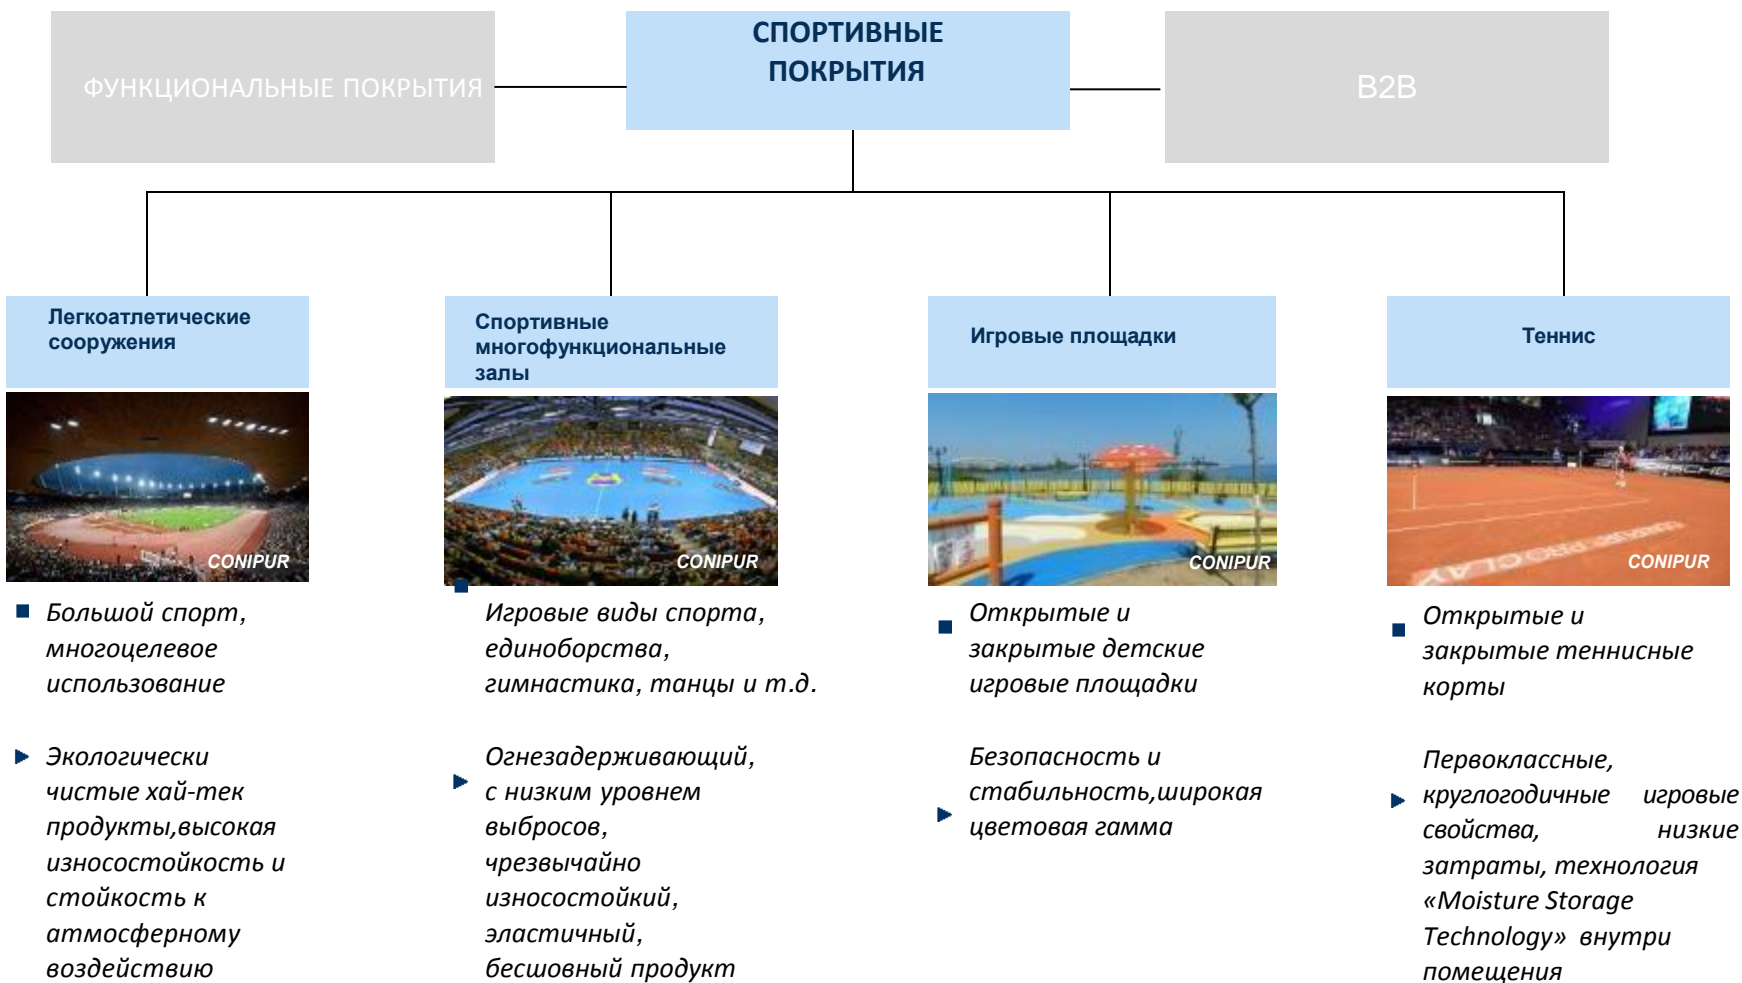 СПОРТИВНЫЕ
ПОКРЫТИЯ
ФУНКЦИОНАЛЬНЫЕ ПОКРЫТИЯ
B2B
Легкоатлетические
сооружения
CONIPUR
Большой спорт,
многоцелевое
использование
Экологически
чистые хай-тек
продукты,высокая
износостойкость и
стойкость к
атмосферному
воздействию
Спортивные
многофункциональные
залы
CONIPUR
Игровые виды спорта,
единоборства,
гимнастика, танцы и т.д.
Огнезадерживающий,
с низким уровнем
выбросов,
чрезвычайно
износостойкий,
эластичный,
бесшовный продукт
Игровые площадки
CONIPUR
Открытые и
закрытые детские
игровые площадки
Безопасность и
стабильность,широкая
цветовая гамма
Теннис
CONIPUR PROCLAY
CONIPUR
Открытые и
закрытые теннисные
корты
Первоклассные,
круглогодичные игровые
свойства, низкие
затраты, технология
«Moisture Storage
Technology» внутри
помещения